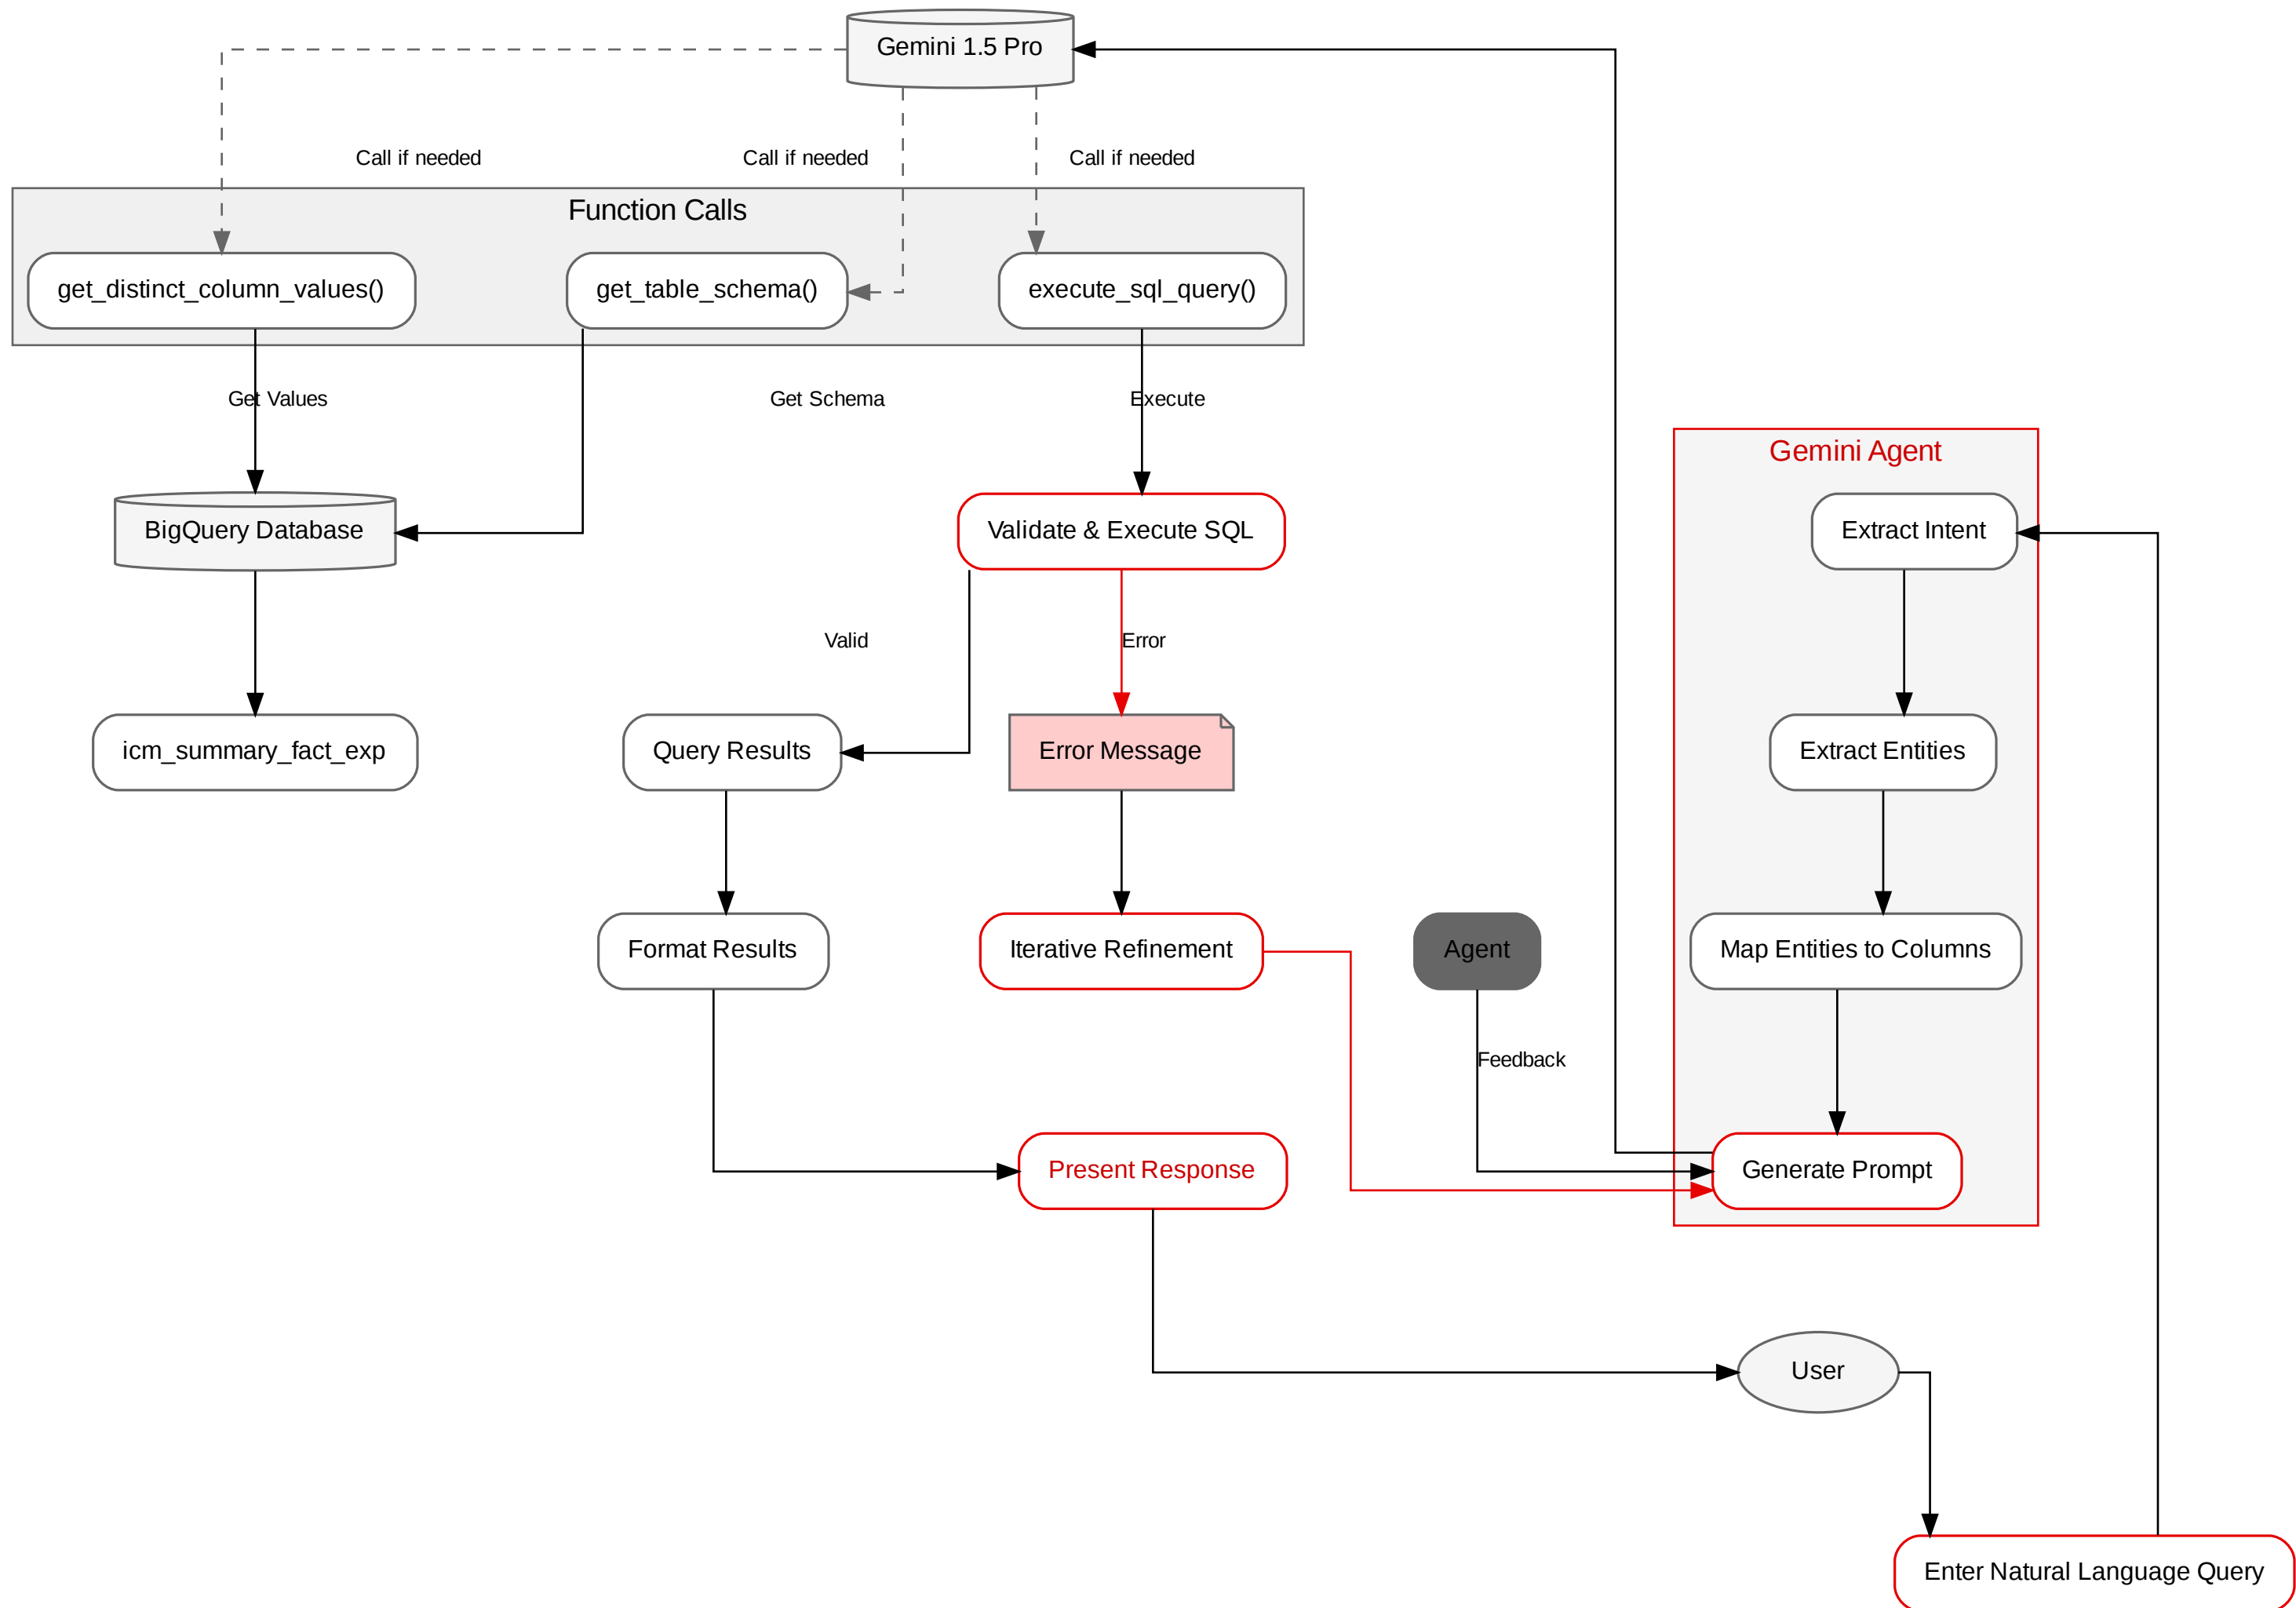 Gemini 1.5 Pro
Call if needed
Call if needed
Call if needed
Function Calls
get_distinct_column_values()
get_table_schema()
execute_sql_query()
Get Values
Get Schema
Execute
Gemini Agent
BigQuery Database
Validate & Execute SQL
Extract Intent
Valid
Error
icm_summary_fact_exp
Query Results
Error Message
Extract Entities
Format Results
Iterative Refinement
Agent
Map Entities to Columns
Feedback
Present Response
Generate Prompt
User
Enter Natural Language Query